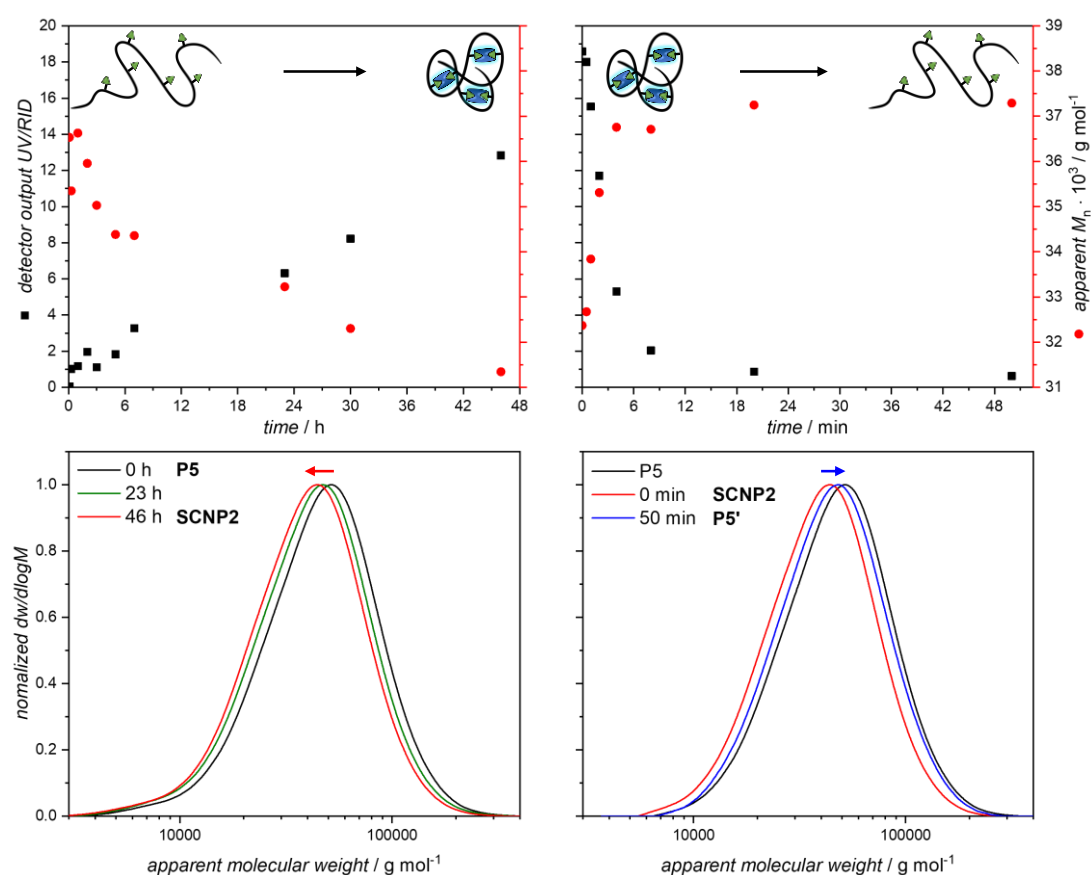 detector output UV/RID
20
18
16
14
12
10
8
6
4
2
0
0 6 12 18 24 30 36 42 48
time / h
39
38
37
36
35
34
33
32
31
apparent Mn · 10³ / g mol⁻¹
0 6 12 18 24 30 36 42 48
time / min
nomalized dw/dlogM
1.0
0.8
0.6
0.4
0.2
0.0
0 h P5
23 h
46 h SCNP2
10000 100000
apparent molecular weight / g mol⁻¹
P5
0 min SCNP2
50 min P5'
10000 100000
apparent molecular weight / g mol⁻¹